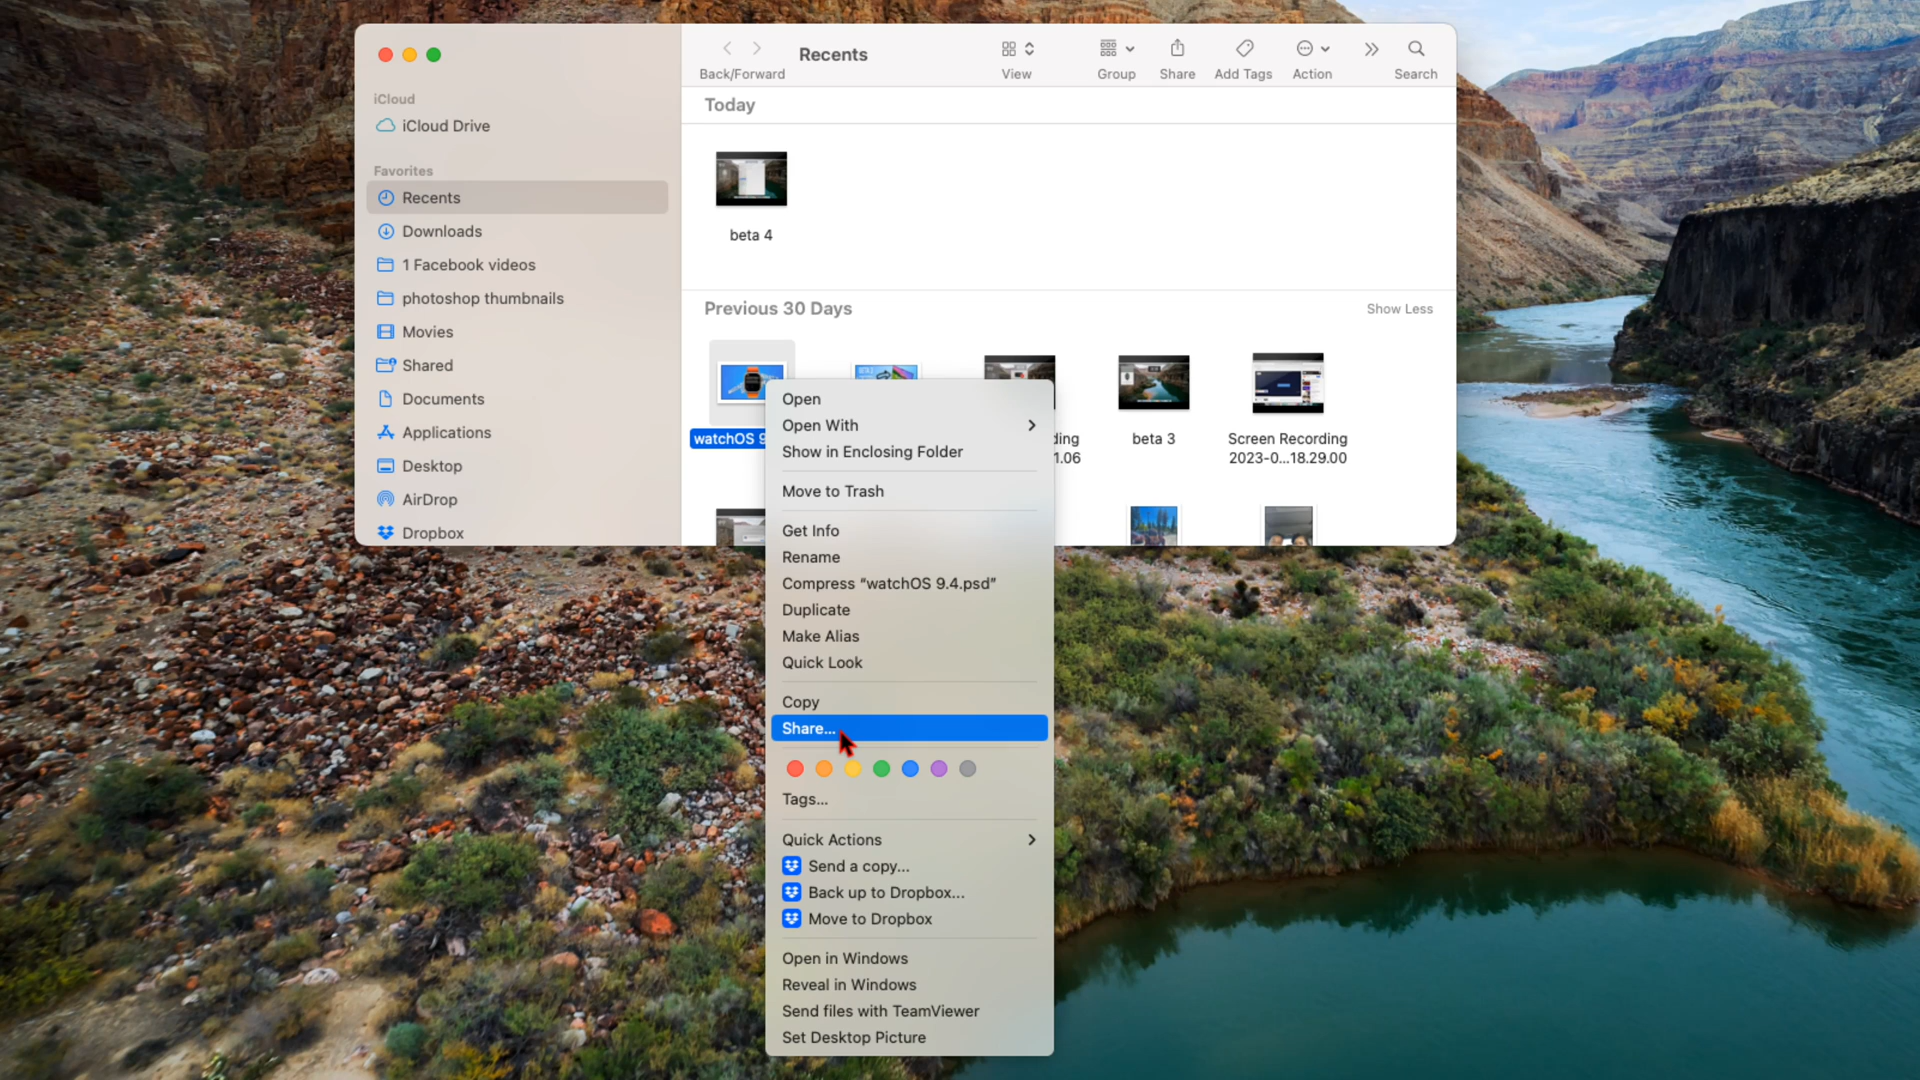 Back/Forward
Recents
View
Group
Share
Add Tags
Action
Search
iCloud
iCloud Drive
Favorites
Recents
Downloads
1 Facebook videos
photoshop thumbnails
Movies
Shared
Documents
Applications
Desktop
AirDrop
Dropbox
Today
beta 4
Previous 30 Days
Show Less
watchOS 9
1.06
beta 3
Screen Recording
2023-0...18.29.00
Open
Open With
Show in Enclosing Folder
Move to Trash
Get Info
Rename
Compress “watchOS 9.4.psd”
Duplicate
Make Alias
Quick Look
Copy
Share...
Tags...
Quick Actions
Send a copy...
Back up to Dropbox...
Move to Dropbox
Open in Windows
Reveal in Windows
Send files with TeamViewer
Set Desktop Picture